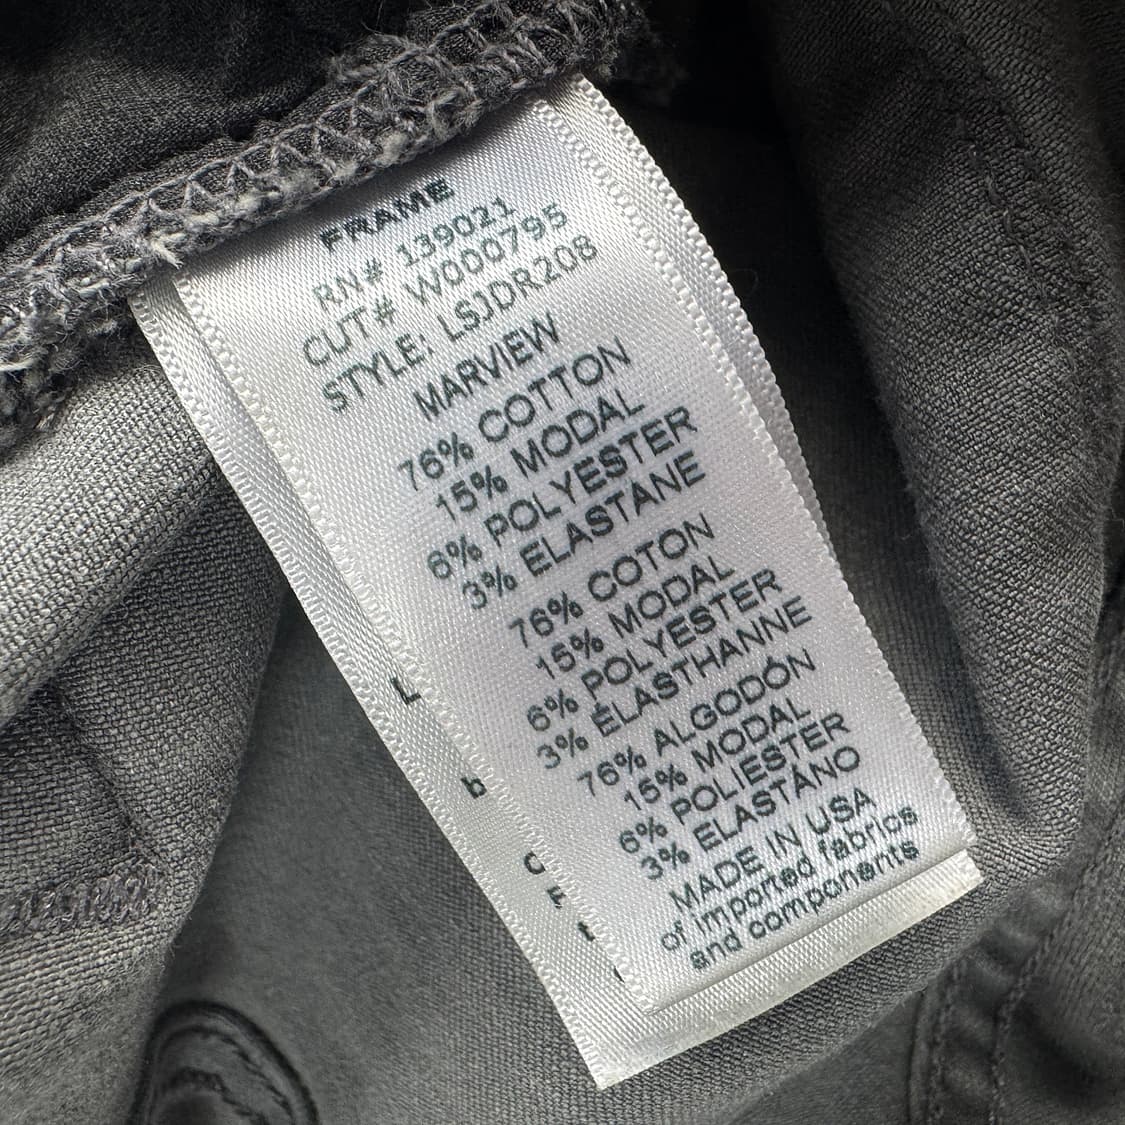 FRAME
RN# 139021
CUT# W000795
STYLE: LSJDR208
MARVIEW
76% COTTON
15% MODAL
6% POLYESTER
3% ELASTANE
76% COTON
15% MODAL
6% POLYESTER
3% ÉLASTHANNE
76% ALGODÓN
15% MODAL
6% POLIESTER
3% ELASTANO
MADE IN USA
of imported fabrics
and components